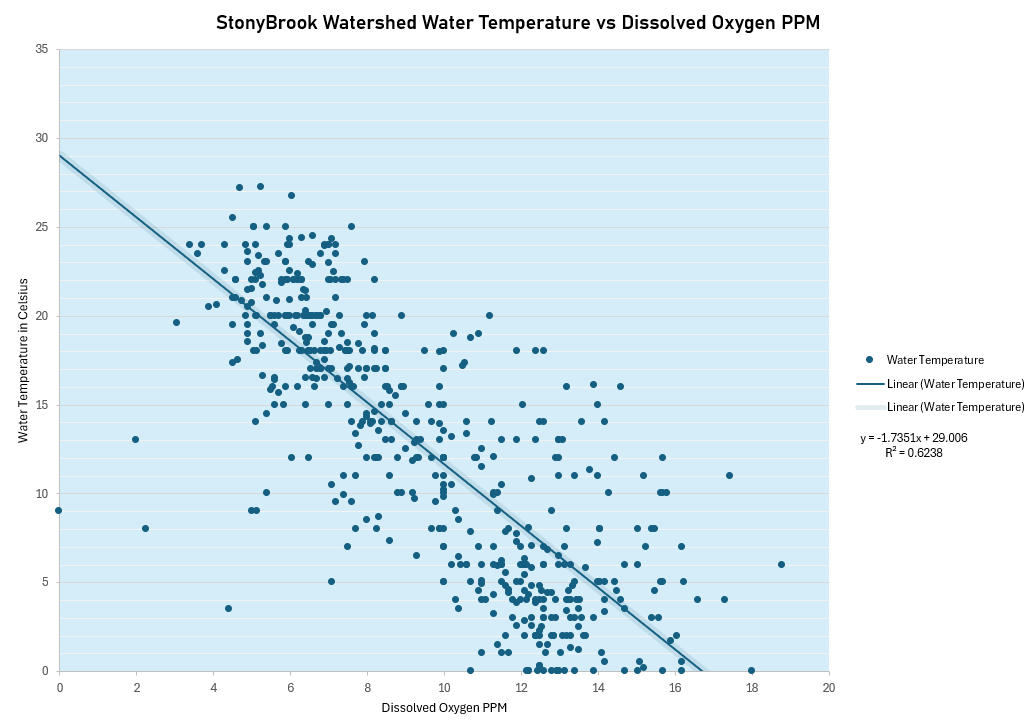 StonyBrook Watershed Water Temperature vs Dissolved Oxygen PPM
35
30
25
20
15
10
5
0
Water Temperature in Celsius
0 2 4 6 8 10 12 14 16 18 20
Dissolved Oxygen PPM
Water Temperature
Linear (Water Temperature)
Linear (Water Temperature)
y = -1.7351x + 29.006
R² = 0.6238